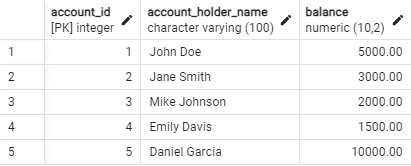 account_id account_holder_name balance
[PK] integer character varying (100) numeric (10,2)
1 1 John Doe 5000.00
2 2 Jane Smith 3000.00
3 3 Mike Johnson 2000.00
4 4 Emily Davis 1500.00
5 5 Daniel Garcia 10000.00